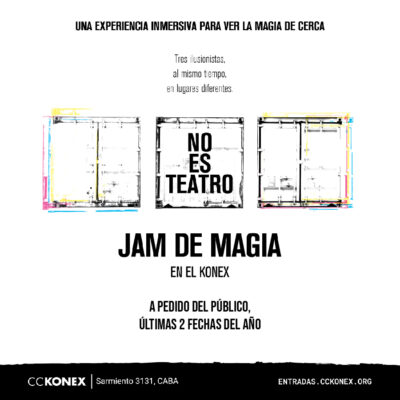 UNA EXPERIENCIA INMERSIVA PARA VER LA MAGIA DE CERCA
Tres ilusionistas,
al mismo tiempo,
en lugares diferentes.
NO
ES
TEATRO
JAM DE MAGIA
EN EL KONEX
A PEDIDO DEL PÚBLICO,
ÚLTIMAS 2 FECHAS DEL AÑO
CCKONEX | Sarmiento 3131, CABA
ENTRADAS.CCKONEX.ORG